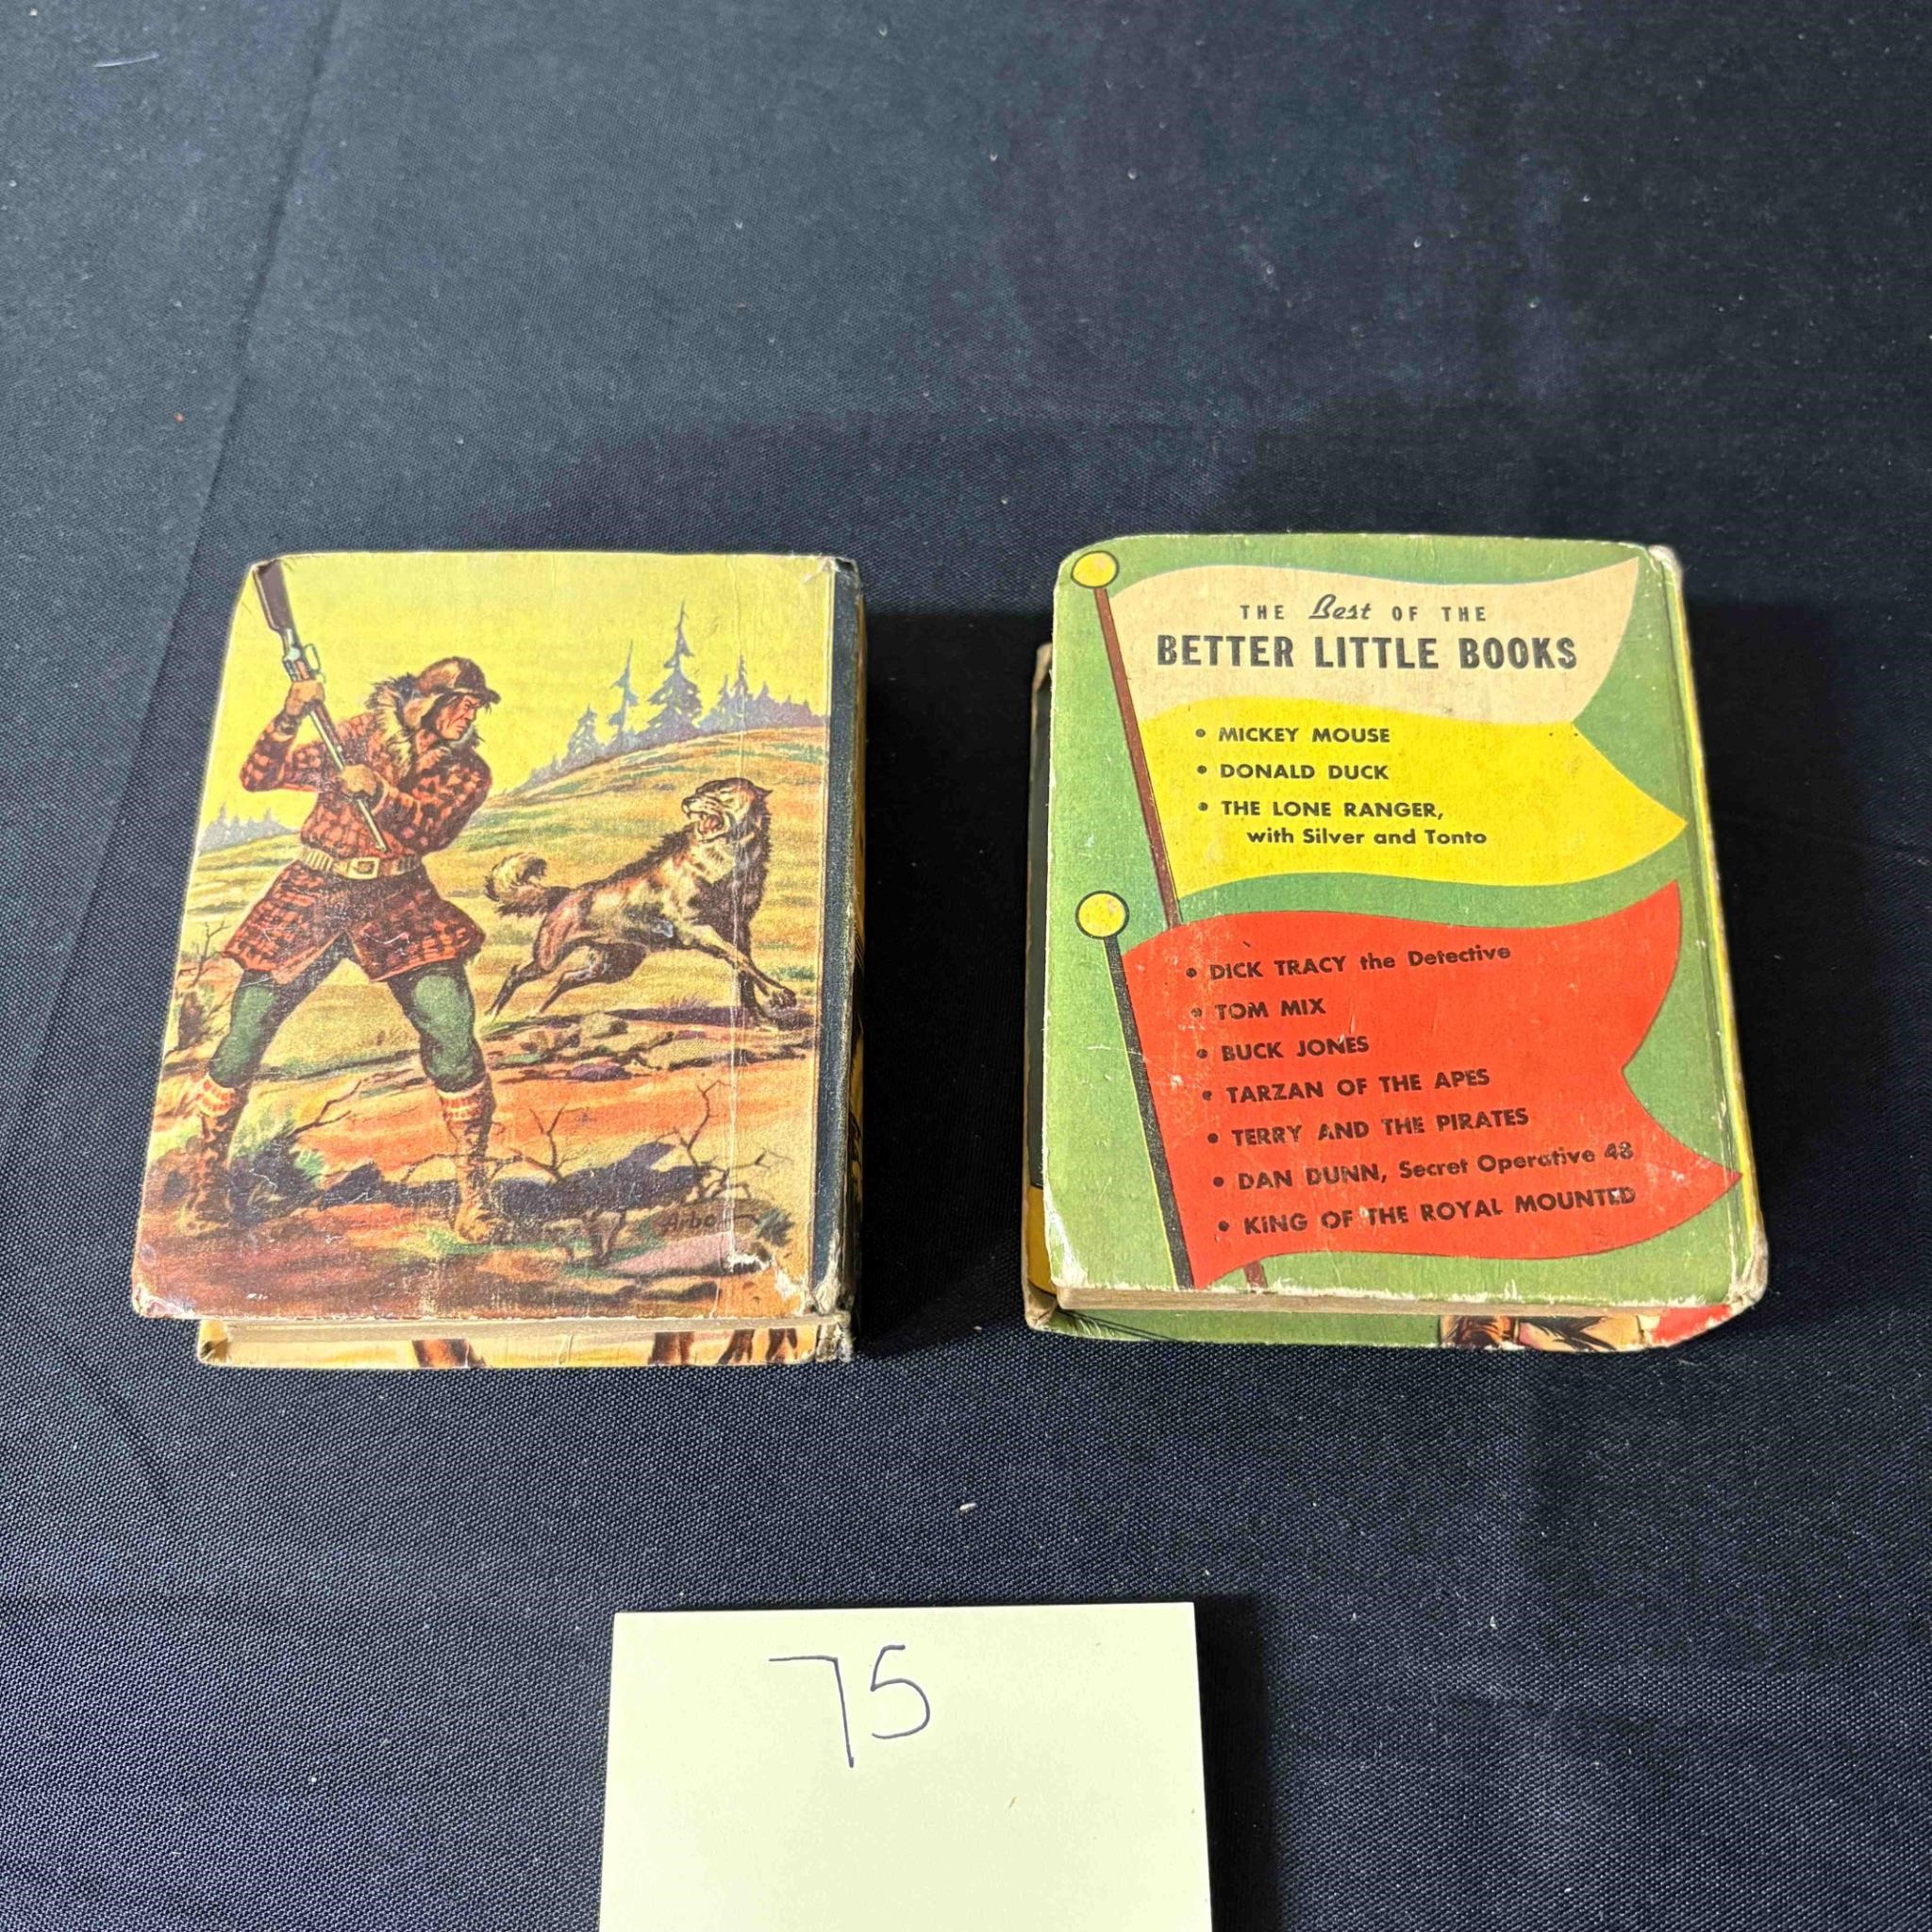 THE Best OF THE
BETTER LITTLE BOOKS
• MICKEY MOUSE
• DONALD DUCK
• THE LONE RANGER,
with Silver and Tonto
• DICK TRACY the Detective
• TOM MIX
• BUCK JONES
• TARZAN OF THE APES
• TERRY AND THE PIRATES
• DAN DUNN, Secret Operative 48
• KING OF THE ROYAL MOUNTED
75